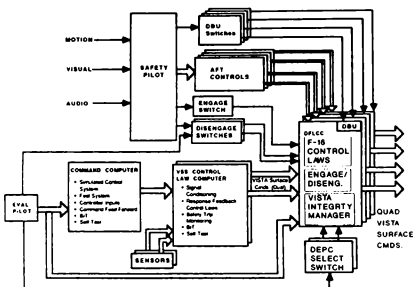 MOTION
VISUAL
AUDIO
SAFETY
PILOT
DBU
Switches
AFT
CONTROLS
ENGAGE
SWITCH
DISENGAGE
SWITCHES
DFLCC
DBU
F-16
CONTROL
LAWS
ENGAGE/
DISENG.
VISTA
INTEGRTY
MANAGER
EVAL
PILOT
COMMAND COMPUTER
• Simulated Control
System
• Feel System
• Controller Inputs
• Command Feed Forward
• BIT
• Self Test
VSS CONTROL
LAW COMPUTER
• Signal
Conditioning
• Response Feedback
Control Laws
• Safety Trip
Monitoring
• BIT
• Self Test
VISTA Surface
Cmds (Dual)
SENSORS
DEPC
SELECT
SWITCH
QUAD
VISTA
SURFACE
CMDS.